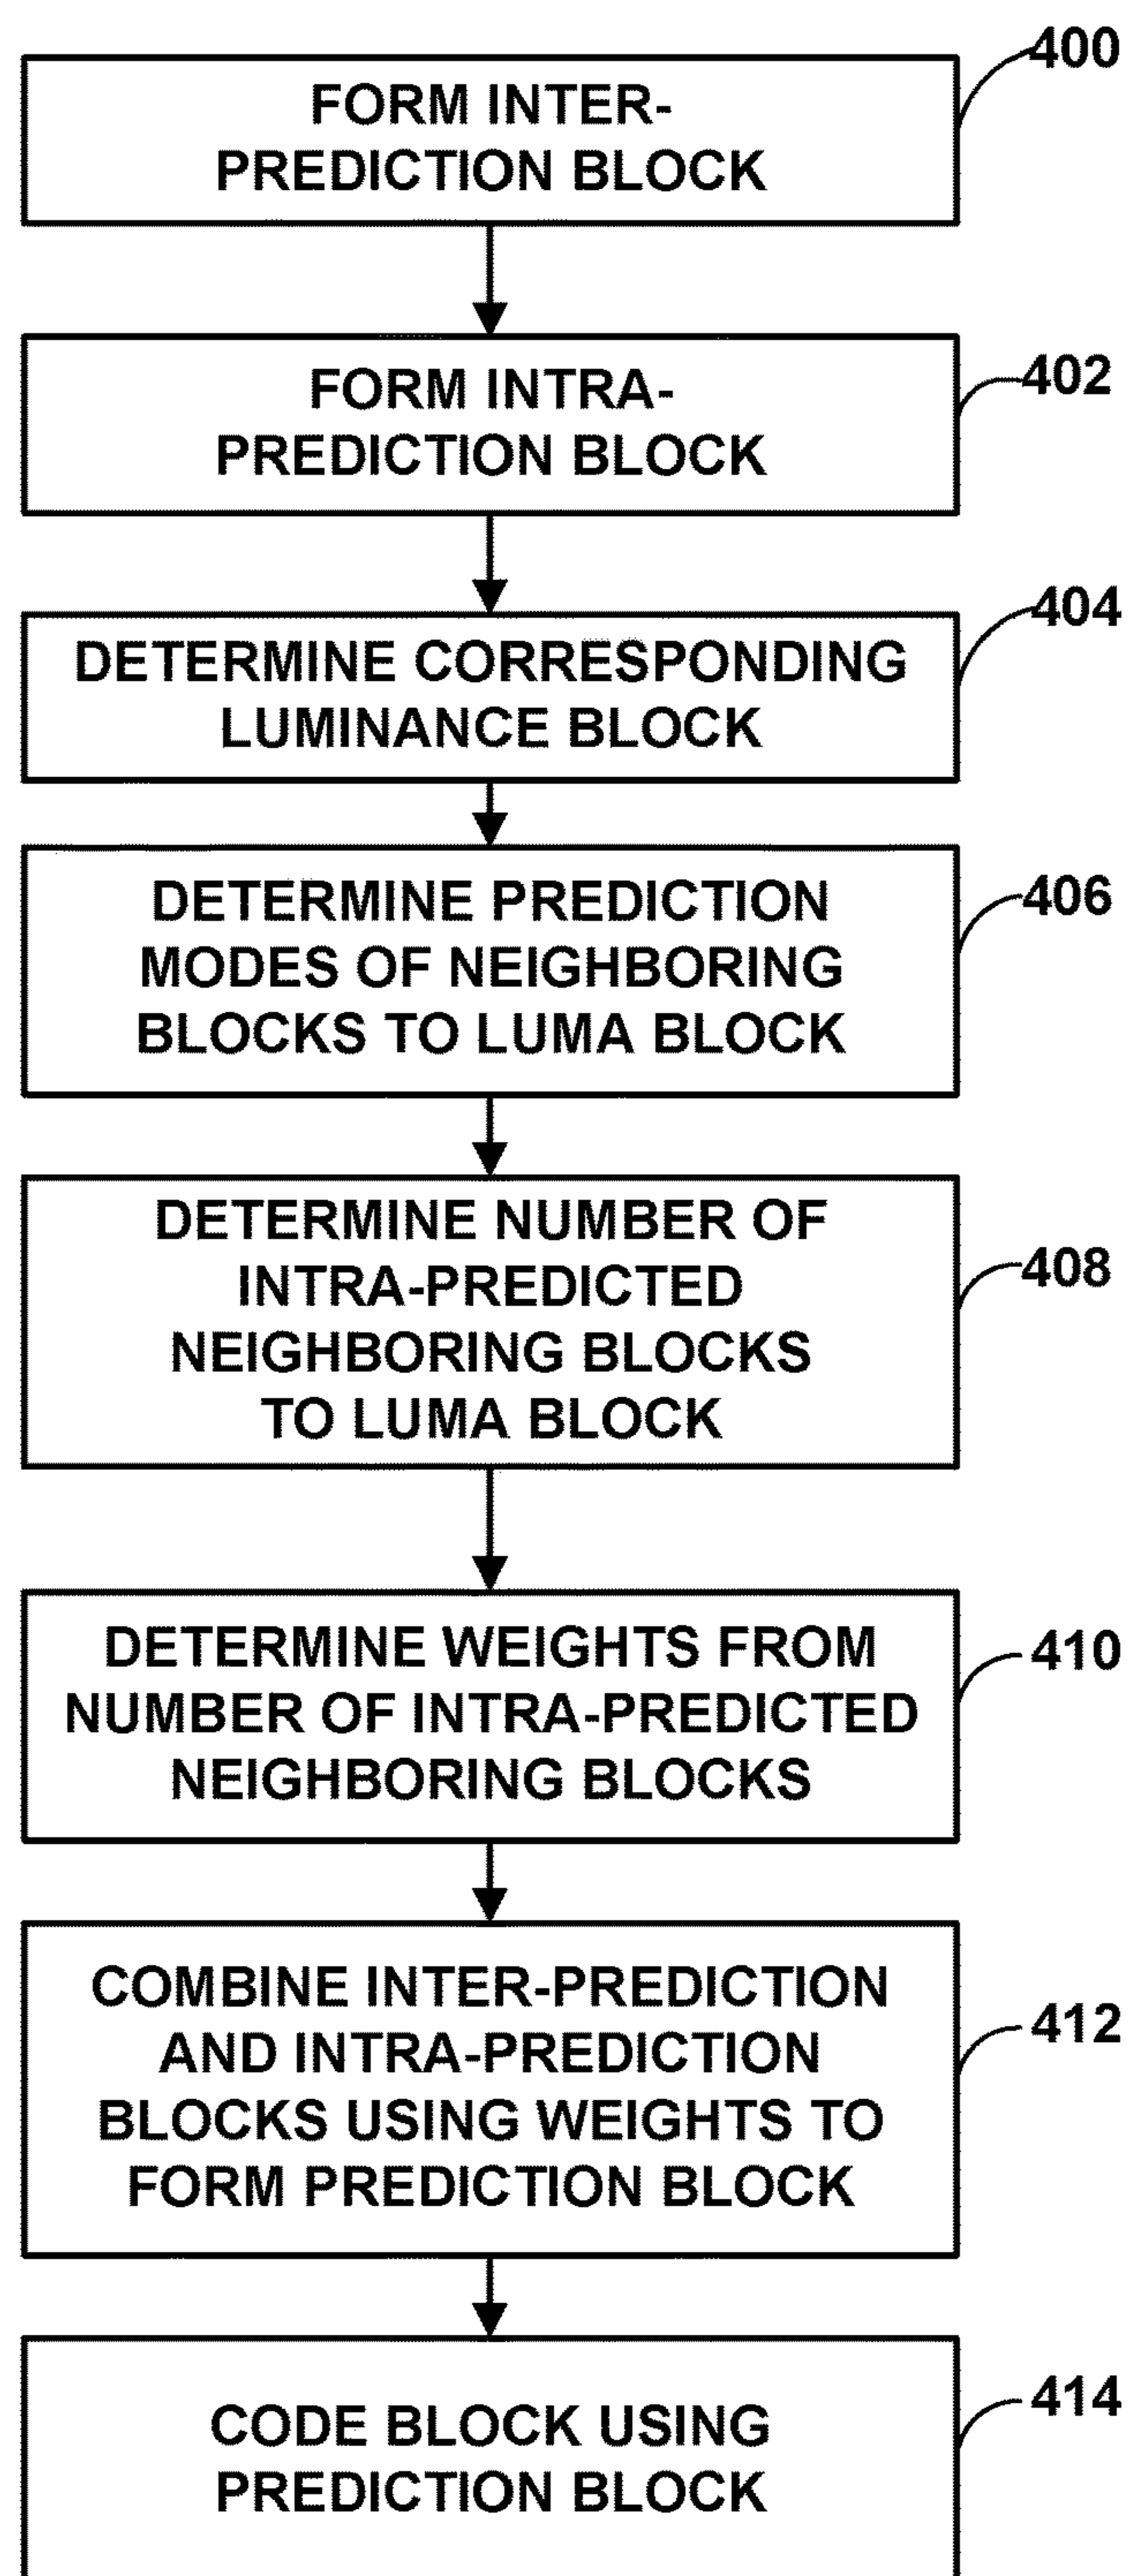 400
FORM INTER-
PREDICTION BLOCK
402
FORM INTRA-
PREDICTION BLOCK
404
DETERMINE CORRESPONDING
LUMINANCE BLOCK
406
DETERMINE PREDICTION
MODES OF NEIGHBORING
BLOCKS TO LUMA BLOCK
408
DETERMINE NUMBER OF
INTRA-PREDICTED
NEIGHBORING BLOCKS
TO LUMA BLOCK
410
DETERMINE WEIGHTS FROM
NUMBER OF INTRA-PREDICTED
NEIGHBORING BLOCKS
412
COMBINE INTER-PREDICTION
AND INTRA-PREDICTION
BLOCKS USING WEIGHTS TO
FORM PREDICTION BLOCK
414
CODE BLOCK USING
PREDICTION BLOCK